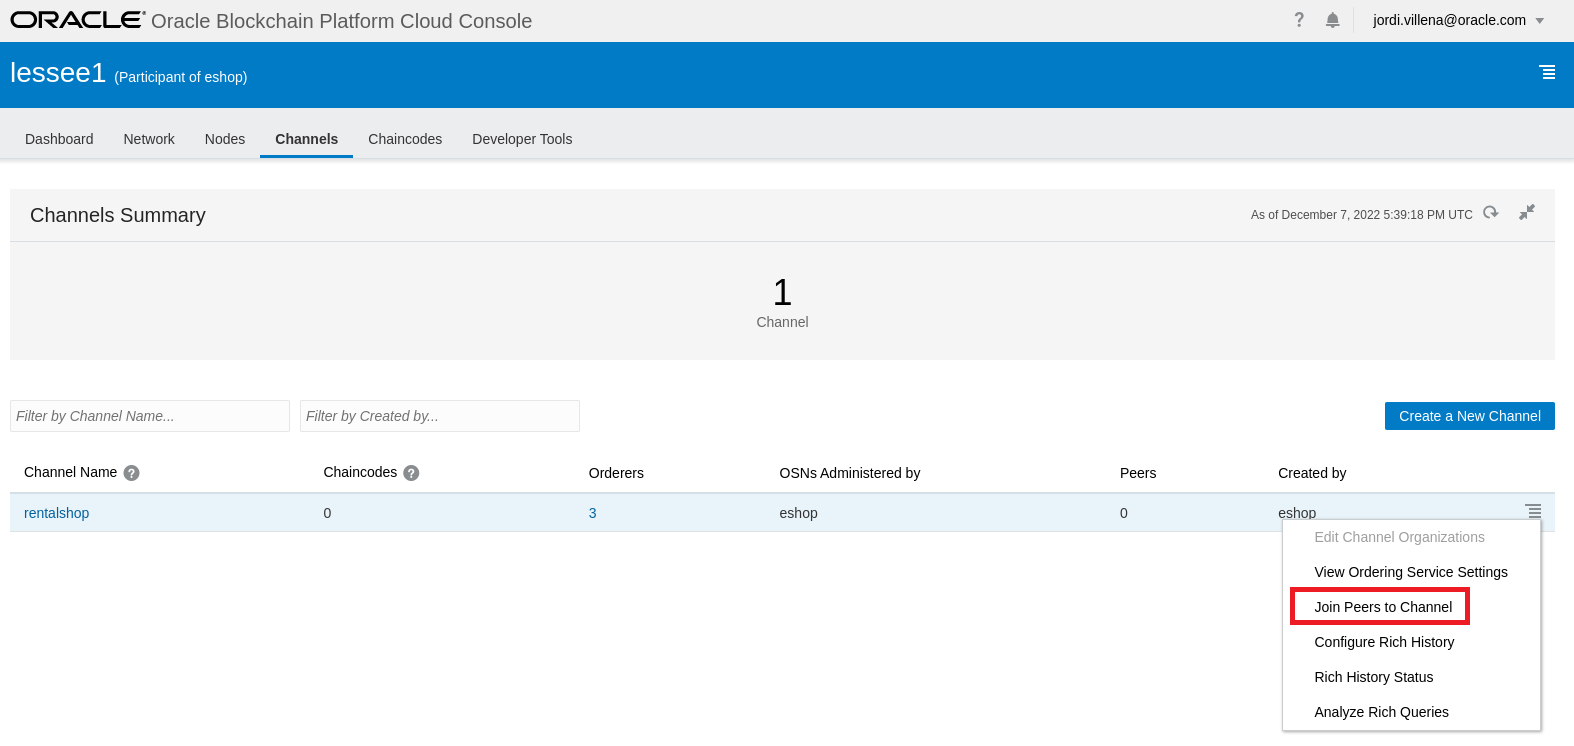 ORACLE® Oracle Blockchain Platform Cloud Console ? jordi.villena@oracle.com
lessee1 (Participant of eshop)
Dashboard Network Nodes Channels Chaincodes Developer Tools
Channels Summary As of December 7, 2022 5:39:18 PM UTC
1
Channel
Filter by Channel Name... Filter by Created by... Create a New Channel
Channel Name ? Chaincodes ? Orderers OSNs Administered by Peers Created by
rentalshop 0 3 eshop 0 eshop
Edit Channel Organizations
View Ordering Service Settings
Join Peers to Channel
Configure Rich History
Rich History Status
Analyze Rich Queries